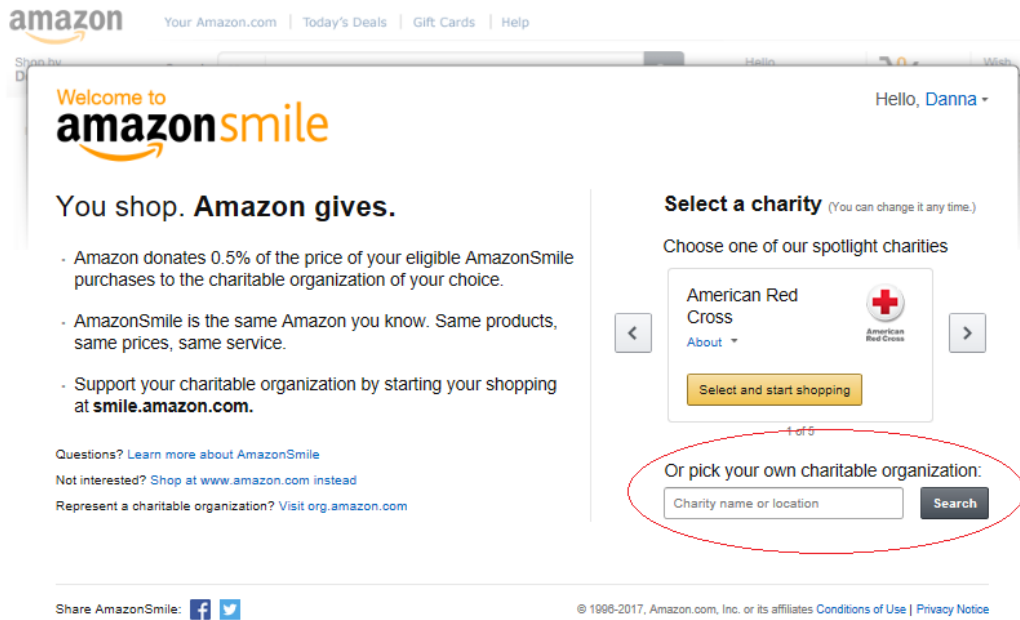 amazon
Your Amazon.com | Today's Deals | Gift Cards | Help
Shop by
Hello
Wish
Welcome to
amazonsmile
Hello, Danna
You shop. Amazon gives.
· Amazon donates 0.5% of the price of your eligible AmazonSmile
purchases to the charitable organization of your choice.
· AmazonSmile is the same Amazon you know. Same products,
same prices, same service.
· Support your charitable organization by starting your shopping
at smile.amazon.com.
Questions? Learn more about AmazonSmile
Not interested? Shop at www.amazon.com instead
Represent a charitable organization? Visit org.amazon.com
Select a charity (You can change it any time.)
Choose one of our spotlight charities
American Red
Cross
About
American
Red Cross
Select and start shopping
1 of 5
Or pick your own charitable organization:
Charity name or location
Search
Share AmazonSmile:
© 1996-2017, Amazon.com, Inc. or its affiliates Conditions of Use | Privacy Notice